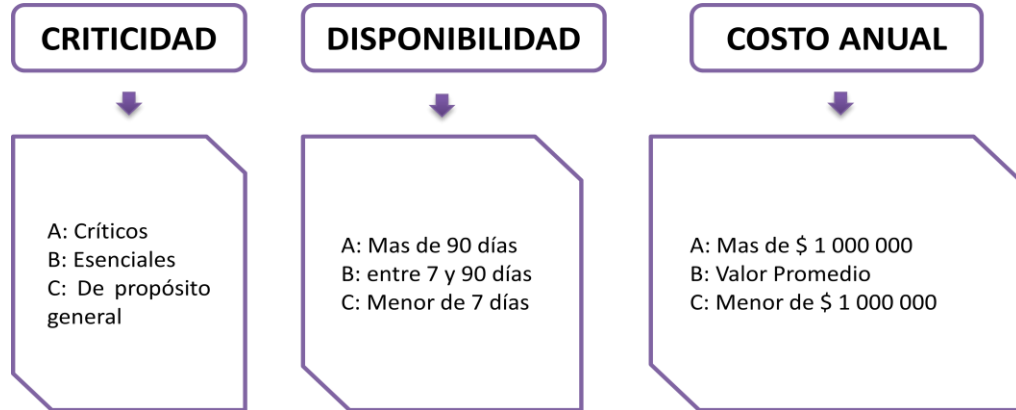 CRITICIDAD
A: Críticos
B: Esenciales
C: De propósito
general
DISPONIBILIDAD
A: Mas de 90 días
B: entre 7 y 90 días
C: Menor de 7 días
COSTO ANUAL
A: Mas de $ 1 000 000
B: Valor Promedio
C: Menor de $ 1 000 000